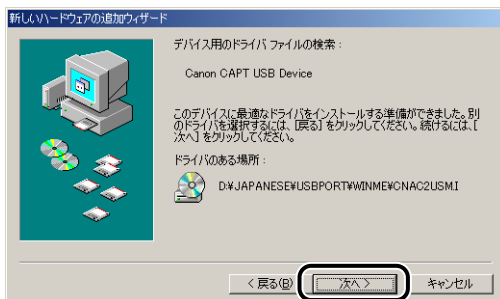 新しいハードウェアの追加ウィザード
デバイス用のドライバ ファイルの検索 :
Canon CAPT USB Device
このデバイスに最適なドライバをインストールする準備ができました。別
のドライバを選択するには、[戻る] をクリックしてください。続けるには、[
次へ] をクリックしてください。
ドライバのある場所 :
D:¥JAPANESE¥USBPORT¥WINME¥CNAC2USM.I
< 戻る(B)
次へ >
キャンセル